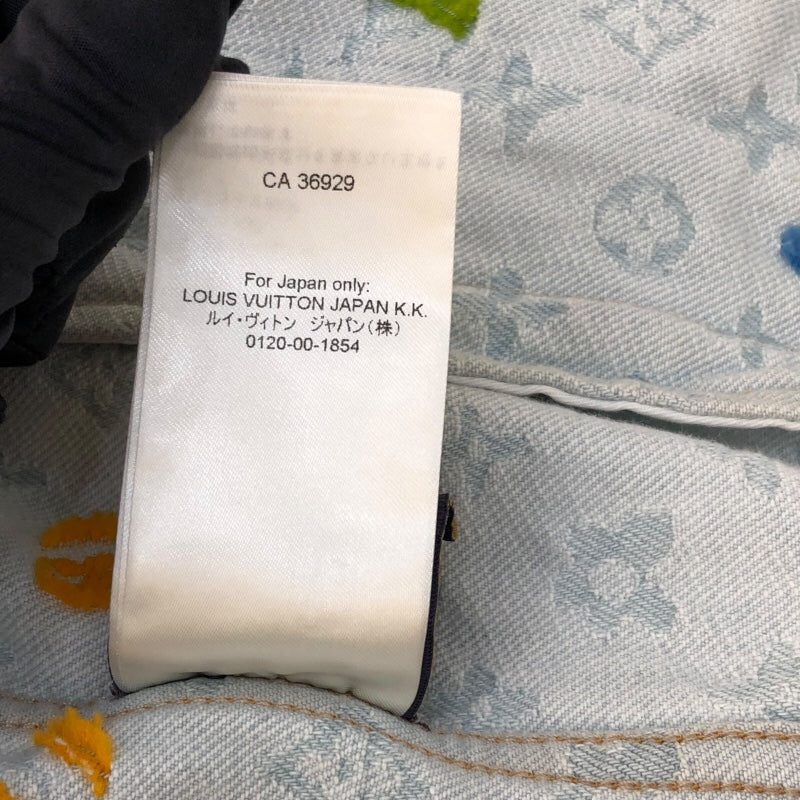 CA 36929
For Japan only:
LOUIS VUITTON JAPAN K.K.
ルイ・ヴィトン ジャパン(株)
0120-00-1854